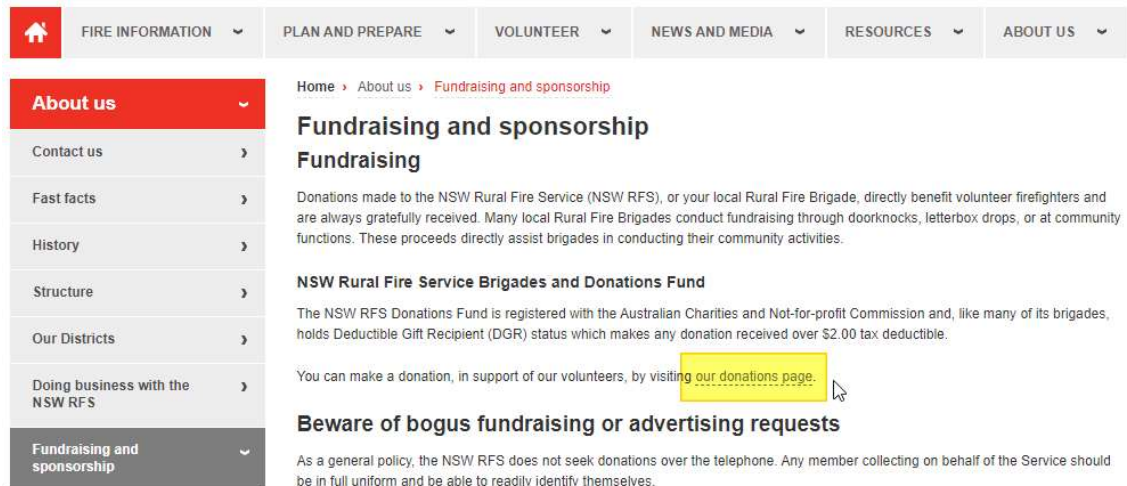 FIRE INFORMATION
PLAN AND PREPARE
VOLUNTEER
NEWS AND MEDIA
RESOURCES
ABOUT US
About us
Contact us
Fast facts
History
Structure
Our Districts
Doing business with the
NSW RFS
Fundraising and
sponsorship
Home › About us › Fundraising and sponsorship
Fundraising and sponsorship
Fundraising
Donations made to the NSW Rural Fire Service (NSW RFS), or your local Rural Fire Brigade, directly benefit volunteer firefighters and
are always gratefully received. Many local Rural Fire Brigades conduct fundraising through doorknocks, letterbox drops, or at community
functions. These proceeds directly assist brigades in conducting their community activities.
NSW Rural Fire Service Brigades and Donations Fund
The NSW RFS Donations Fund is registered with the Australian Charities and Not-for-profit Commission and, like many of its brigades,
holds Deductible Gift Recipient (DGR) status which makes any donation received over $2.00 tax deductible.
You can make a donation, in support of our volunteers, by visiting our donations page.
Beware of bogus fundraising or advertising requests
As a general policy, the NSW RFS does not seek donations over the telephone. Any member collecting on behalf of the Service should
be in full uniform and be able to readily identify themselves.